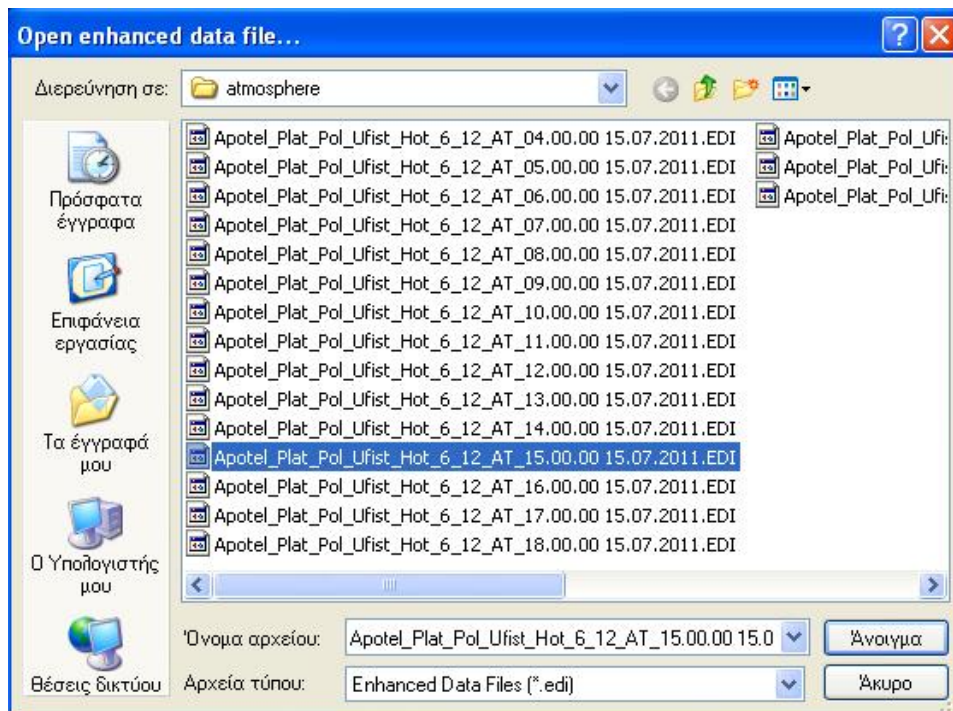 Open enhanced data file...
Διερεύνηση σε: atmosphere
Πρόσφατα
έγγραφα
Επιφάνεια
εργασίας
Τα έγγραφά
μου
Ο Υπολογιστής
μου
Θέσεις δικτύου
Apotel_Plat_Pol_Ufist_Hot_6_12_AT_04.00.00 15.07.2011.EDI
Apotel_Plat_Pol_Ufist_Hot_6_12_AT_05.00.00 15.07.2011.EDI
Apotel_Plat_Pol_Ufist_Hot_6_12_AT_06.00.00 15.07.2011.EDI
Apotel_Plat_Pol_Ufist_Hot_6_12_AT_07.00.00 15.07.2011.EDI
Apotel_Plat_Pol_Ufist_Hot_6_12_AT_08.00.00 15.07.2011.EDI
Apotel_Plat_Pol_Ufist_Hot_6_12_AT_09.00.00 15.07.2011.EDI
Apotel_Plat_Pol_Ufist_Hot_6_12_AT_10.00.00 15.07.2011.EDI
Apotel_Plat_Pol_Ufist_Hot_6_12_AT_11.00.00 15.07.2011.EDI
Apotel_Plat_Pol_Ufist_Hot_6_12_AT_12.00.00 15.07.2011.EDI
Apotel_Plat_Pol_Ufist_Hot_6_12_AT_13.00.00 15.07.2011.EDI
Apotel_Plat_Pol_Ufist_Hot_6_12_AT_14.00.00 15.07.2011.EDI
Apotel_Plat_Pol_Ufist_Hot_6_12_AT_15.00.00 15.07.2011.EDI
Apotel_Plat_Pol_Ufist_Hot_6_12_AT_16.00.00 15.07.2011.EDI
Apotel_Plat_Pol_Ufist_Hot_6_12_AT_17.00.00 15.07.2011.EDI
Apotel_Plat_Pol_Ufist_Hot_6_12_AT_18.00.00 15.07.2011.EDI
Apotel_Plat_Pol_Ufi
Apotel_Plat_Pol_Ufi
Apotel_Plat_Pol_Ufi
Όνομα αρχείου: Apotel_Plat_Pol_Ufist_Hot_6_12_AT_15.00.00 15.0 Άνοιγμα
Αρχεία τύπου: Enhanced Data Files (*.edi) Άκυρο